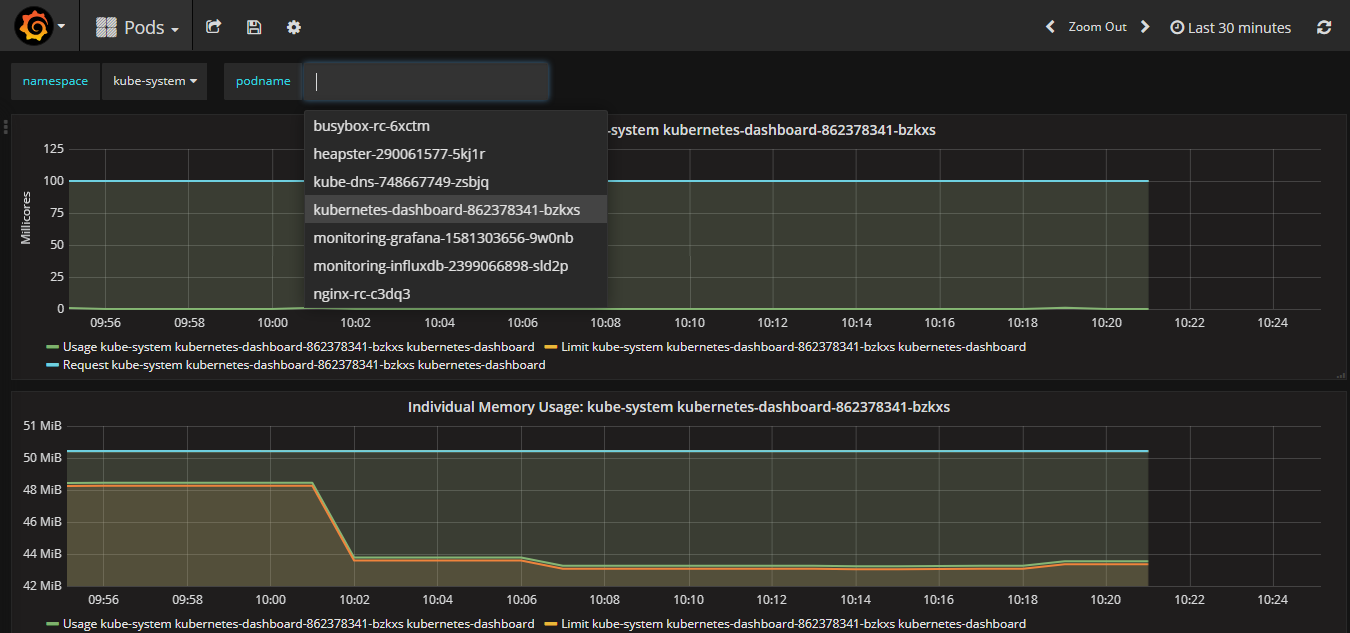 Pods
Zoom Out
Last 30 minutes
namespace
kube-system
podname
busybox-rc-6xctm
heapster-290061577-5kj1r
kube-dns-748667749-zsbjq
kubernetes-dashboard-862378341-bzkxs
monitoring-grafana-1581303656-9w0nb
monitoring-influxdb-2399066898-sld2p
nginx-rc-c3dq3
-system kubernetes-dashboard-862378341-bzkxs
Millicores
125
100
75
50
25
0
09:56 09:58 10:00 10:02 10:04 10:06 10:08 10:10 10:12 10:14 10:16 10:18 10:20 10:22 10:24
Usage kube-system kubernetes-dashboard-862378341-bzkxs kubernetes-dashboard Limit kube-system kubernetes-dashboard-862378341-bzkxs kubernetes-dashboard
Request kube-system kubernetes-dashboard-862378341-bzkxs kubernetes-dashboard
Individual Memory Usage: kube-system kubernetes-dashboard-862378341-bzkxs
51 MiB
50 MiB
48 MiB
46 MiB
44 MiB
42 MiB
09:56 09:58 10:00 10:02 10:04 10:06 10:08 10:10 10:12 10:14 10:16 10:18 10:20 10:22 10:24
Usage kube-system kubernetes-dashboard-862378341-bzkxs kubernetes-dashboard Limit kube-system kubernetes-dashboard-862378341-bzkxs kubernetes-dashboard